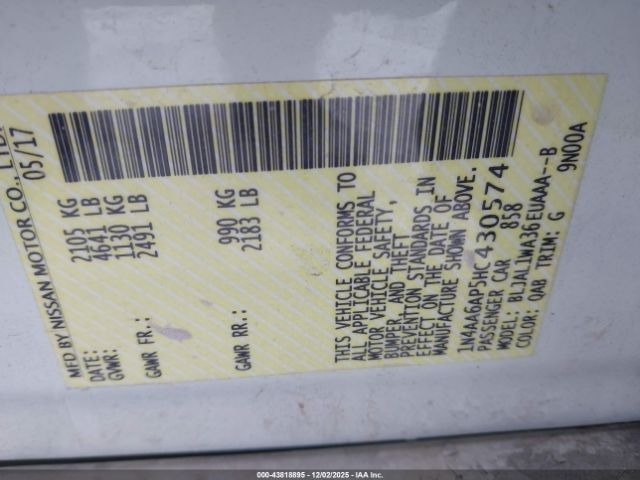 MFD BY NISSAN MOTOR CO., LTD.
DATE: 05/17
GVWR: 2105 KG
4641 LB
GAWR FR.: 1130 KG
2491 LB
GAWR RR.: 990 KG
2183 LB
THIS VEHICLE CONFORMS TO
ALL APPLICABLE FEDERAL
MOTOR VEHICLE SAFETY,
BUMPER, AND THEFT
PREVENTION STANDARDS IN
EFFECT ON THE DATE OF
MANUFACTURE SHOWN ABOVE.
1N4AA6AP5HC430574
PASSENGER CAR 858
MODEL: BLJALLWA36EUAAA--B
COLOR: QAB TRIM: G 9N00A
000-43818895 - 12/02/2025 - IAA Inc.